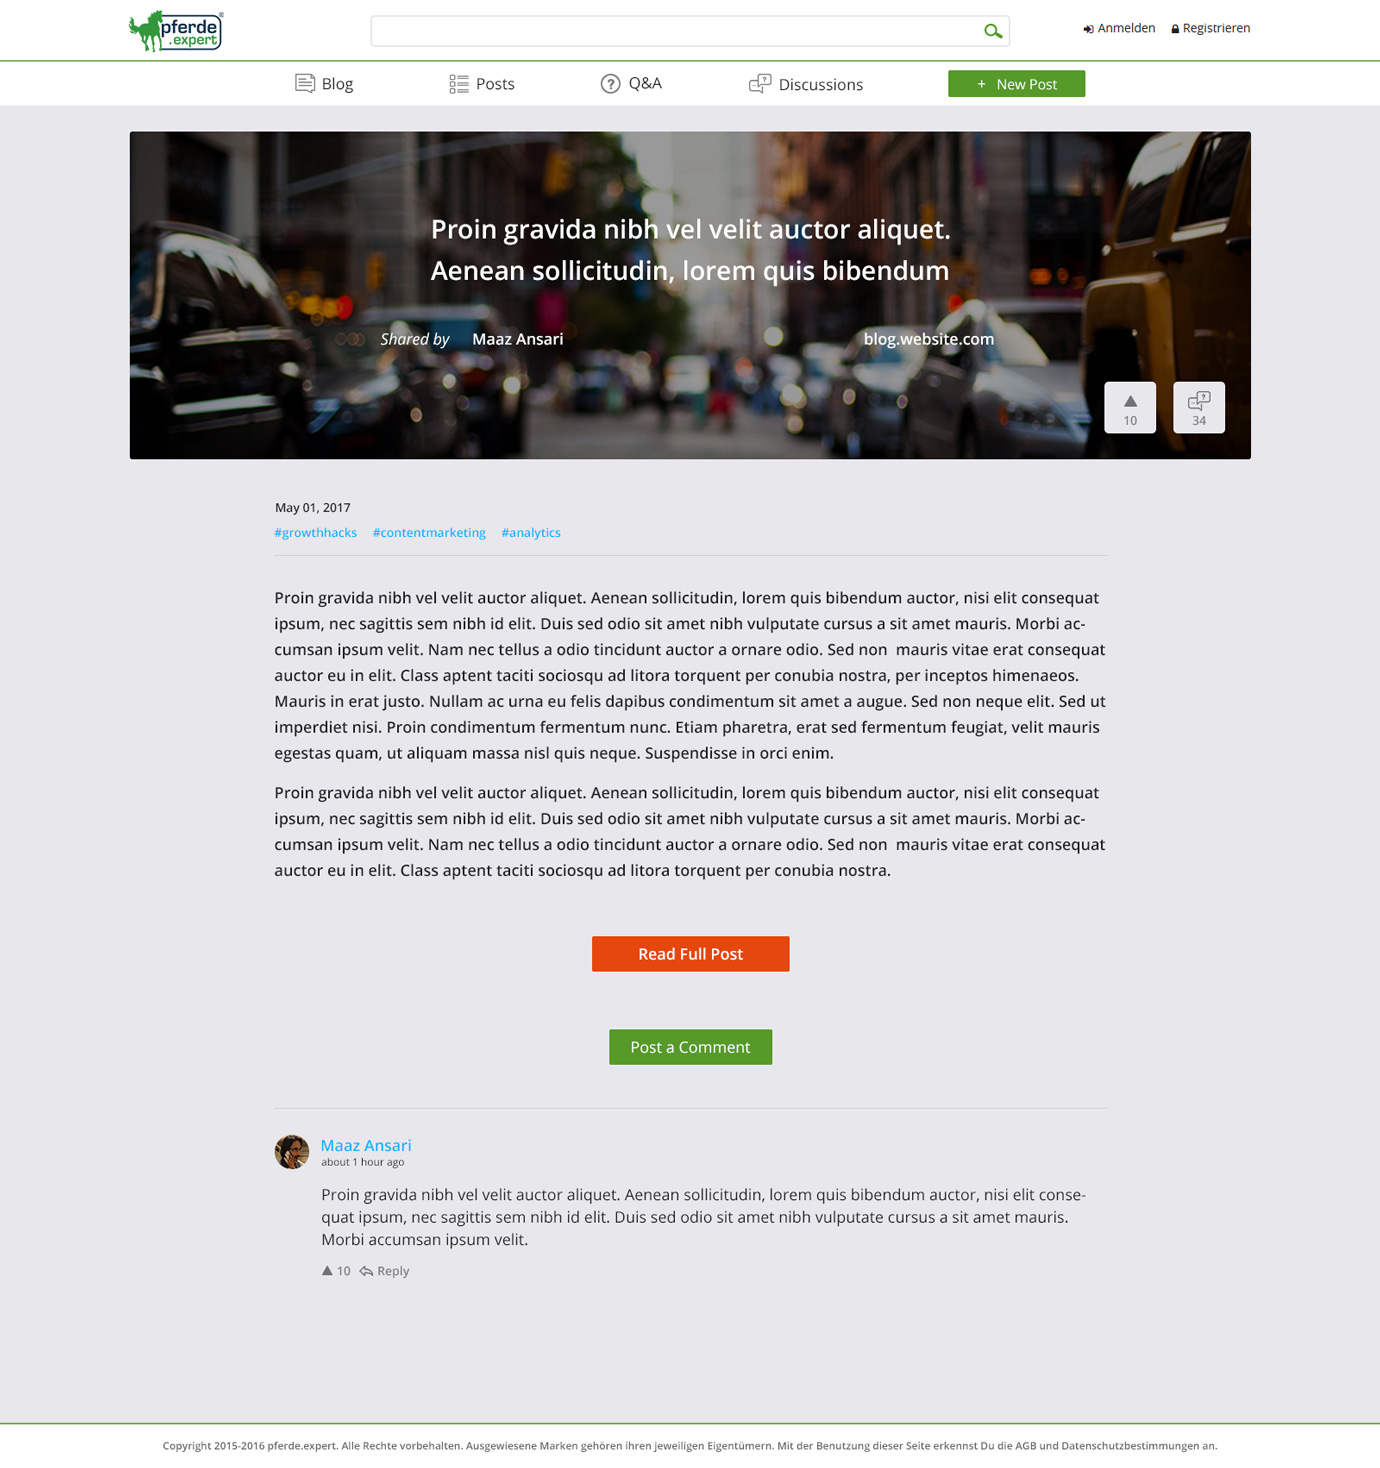 pferde
.expert
®
Anmelden
Registrieren
Blog
Posts
Q&A
Discussions
+ New Post
Proin gravida nibh vel velit auctor aliquet.
Aenean sollicitudin, lorem quis bibendum
Shared by Maaz Ansari
blog.website.com
10
34
May 01, 2017
#growthhacks #contentmarketing #analytics
Proin gravida nibh vel velit auctor aliquet. Aenean sollicitudin, lorem quis bibendum auctor, nisi elit consequat
ipsum, nec sagittis sem nibh id elit. Duis sed odio sit amet nibh vulputate cursus a sit amet mauris. Morbi ac-
cumsan ipsum velit. Nam nec tellus a odio tincidunt auctor a ornare odio. Sed non  mauris vitae erat consequat
auctor eu in elit. Class aptent taciti sociosqu ad litora torquent per conubia nostra, per inceptos himenaeos.
Mauris in erat justo. Nullam ac urna eu felis dapibus condimentum sit amet a augue. Sed non neque elit. Sed ut
imperdiet nisi. Proin condimentum fermentum nunc. Etiam pharetra, erat sed fermentum feugiat, velit mauris
egestas quam, ut aliquam massa nisl quis neque. Suspendisse in orci enim.
Proin gravida nibh vel velit auctor aliquet. Aenean sollicitudin, lorem quis bibendum auctor, nisi elit consequat
ipsum, nec sagittis sem nibh id elit. Duis sed odio sit amet nibh vulputate cursus a sit amet mauris. Morbi ac-
cumsan ipsum velit. Nam nec tellus a odio tincidunt auctor a ornare odio. Sed non  mauris vitae erat consequat
auctor eu in elit. Class aptent taciti sociosqu ad litora torquent per conubia nostra.
Read Full Post
Post a Comment
Maaz Ansari
about 1 hour ago
Proin gravida nibh vel velit auctor aliquet. Aenean sollicitudin, lorem quis bibendum auctor, nisi elit conse-
quat ipsum, nec sagittis sem nibh id elit. Duis sed odio sit amet nibh vulputate cursus a sit amet mauris.
Morbi accumsan ipsum velit.
10 Reply
Copyright 2015-2016 pferde.expert. Alle Rechte vorbehalten. Ausgewiesene Marken gehören ihren jeweiligen Eigentümern. Mit der Benutzung dieser Seite erkennst Du die AGB und Datenschutzbestimmungen an.